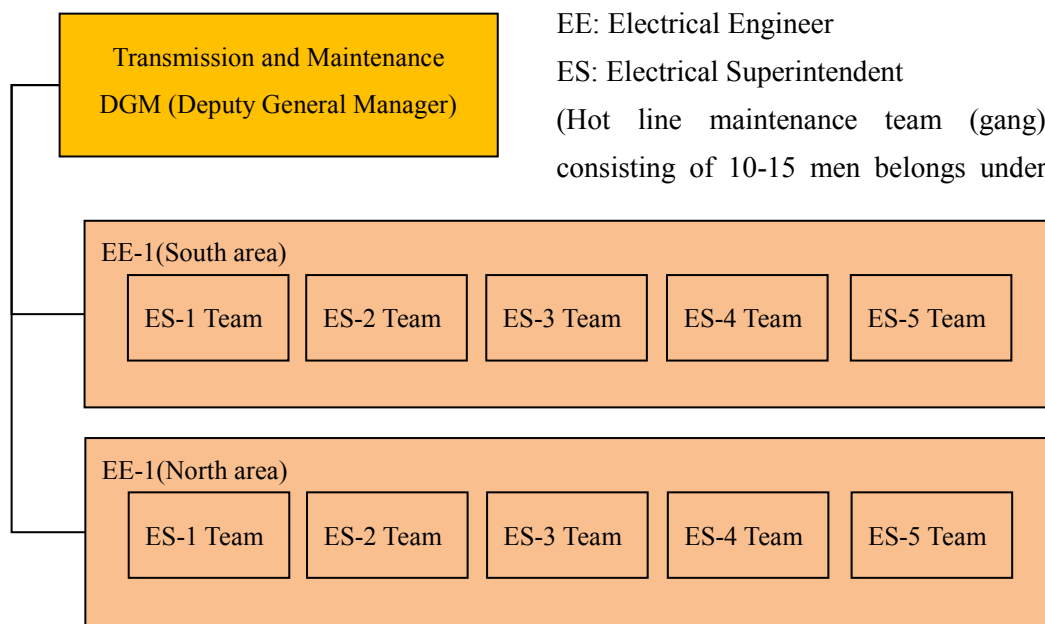 Transmission and Maintenance
DGM (Deputy General Manager)
EE: Electrical Engineer
ES: Electrical Superintendent
(Hot line maintenance team (gang)
consisting of 10-15 men belongs under
EE-1(South area)
ES-1 Team
ES-2 Team
ES-3 Team
ES-4 Team
ES-5 Team
EE-1(North area)
ES-1 Team
ES-2 Team
ES-3 Team
ES-4 Team
ES-5 Team